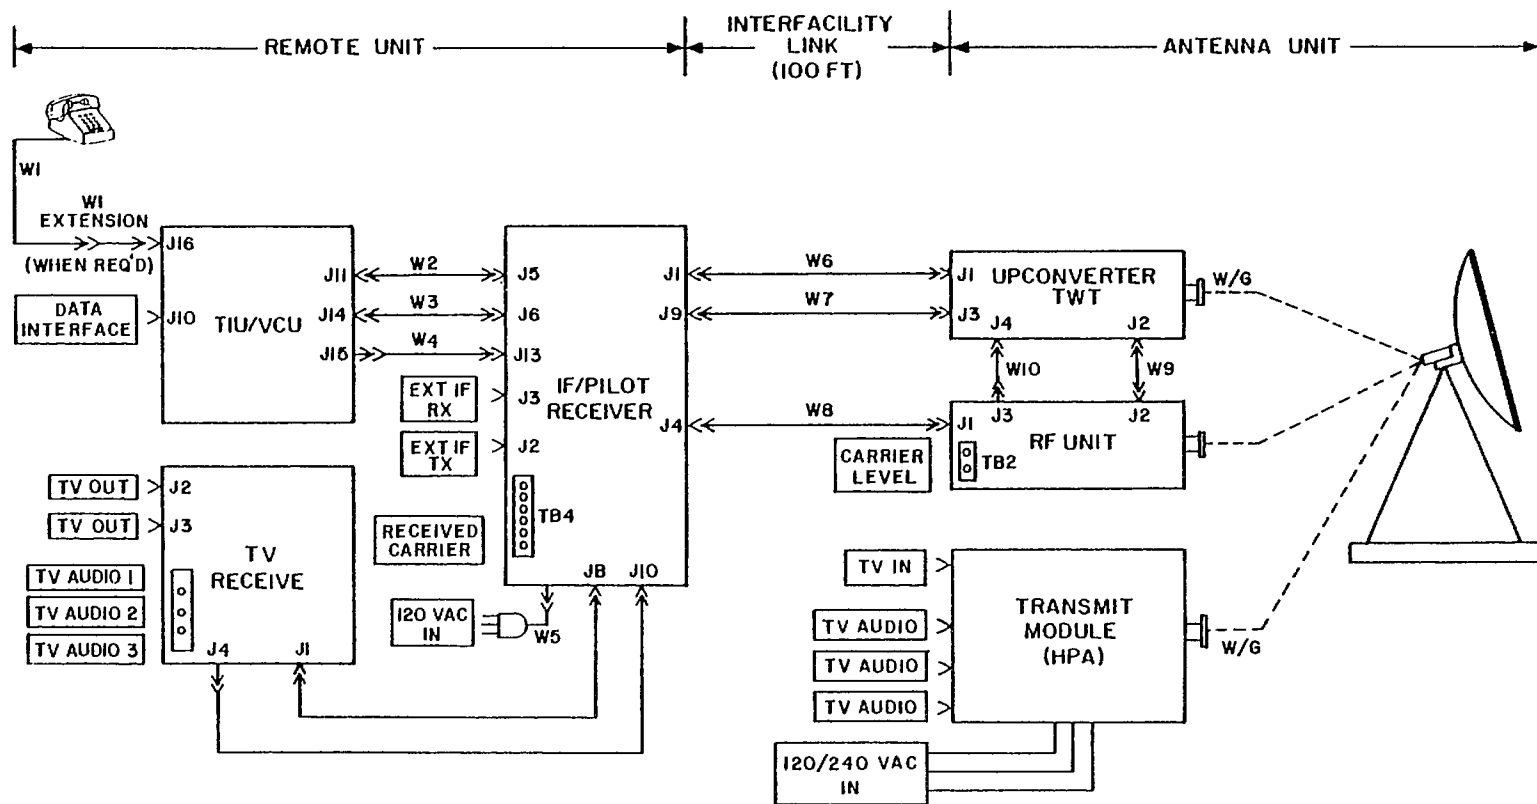 REMOTE UNIT
INTERFACILITY
LINK
(100 FT)
ANTENNA UNIT
W1
W1
EXTENSION
(WHEN REQ'D)
J16
DATA
INTERFACE
J10
TIU/VCU
J11
J14
J15
W2
W3
W4
J5
J6
J13
EXT IF
RX
J3
EXT IF
TX
J2
IF/PILOT
RECEIVER
J1
J9
J4
TB4
RECEIVED
CARRIER
J8
J10
120 VAC
IN
W5
TV OUT
J2
TV OUT
J3
TV
RECEIVE
TV AUDIO 1
TV AUDIO 2
TV AUDIO 3
J4
J1
W6
W7
W8
J1
UPCONVERTER
TWT
J3
J4
J2
W/G
W10
W9
J3
J2
J1
RF UNIT
TB2
CARRIER
LEVEL
TV IN
TV AUDIO
TV AUDIO
TV AUDIO
TRANSMIT
MODULE
(HPA)
W/G
120/240 VAC
IN